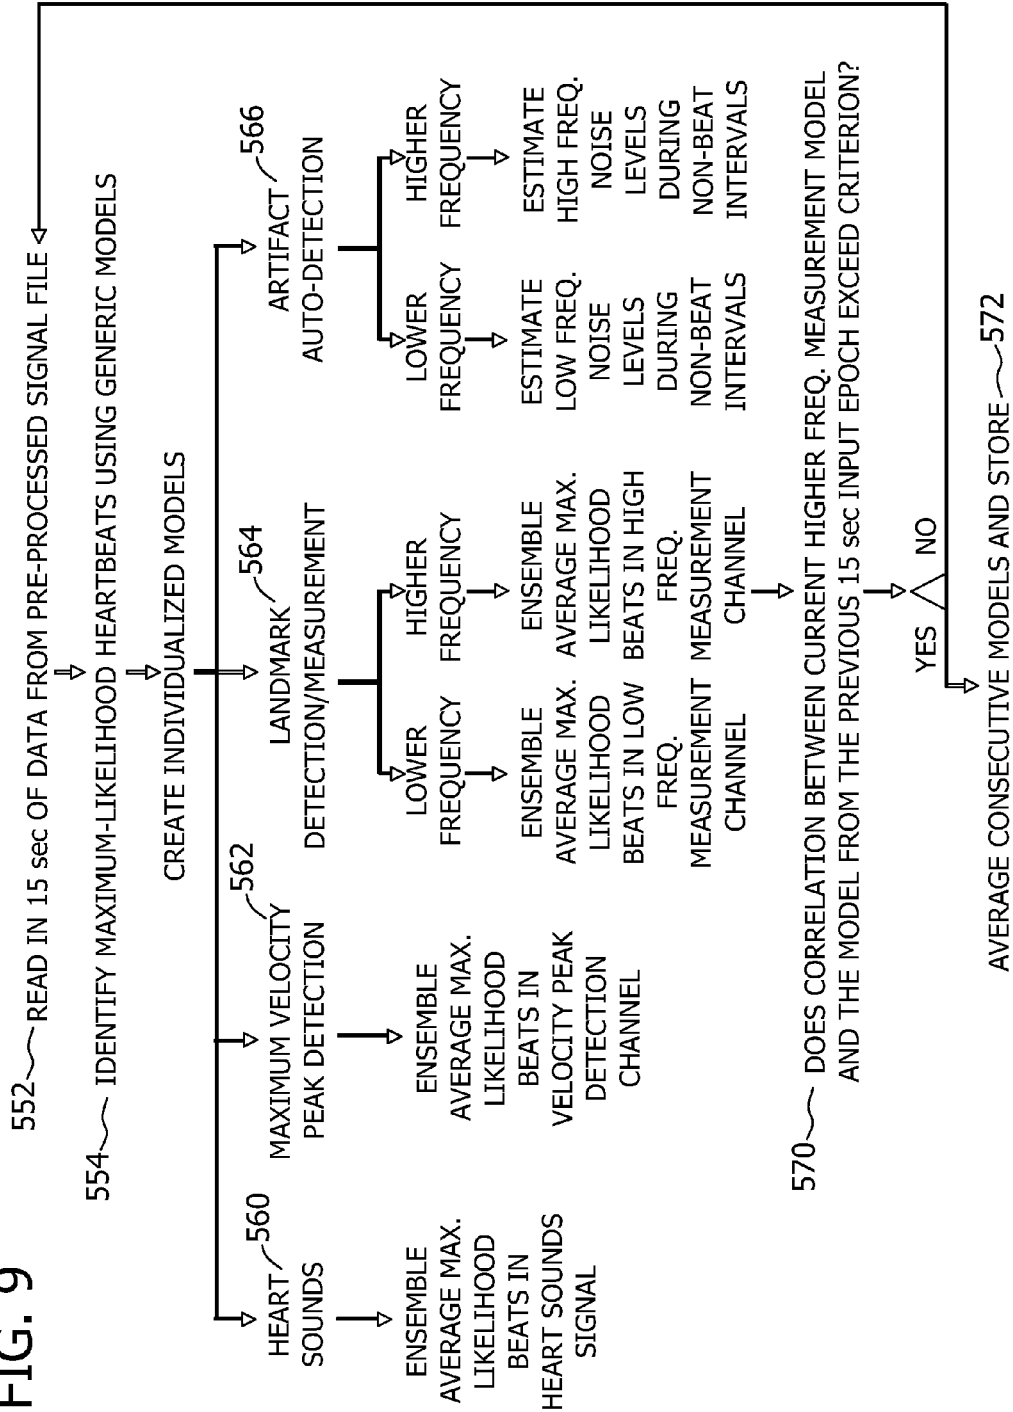 FIG. 9
552 READ IN 15 sec OF DATA FROM PRE-PROCESSED SIGNAL FILE
554 IDENTIFY MAXIMUM-LIKELIHOOD HEARTBEATS USING GENERIC MODELS
CREATE INDIVIDUALIZED MODELS
560
HEART
SOUNDS
ENSEMBLE
AVERAGE MAX.
LIKELIHOOD
BEATS IN
HEART SOUNDS
SIGNAL
562
MAXIMUM VELOCITY
PEAK DETECTION
ENSEMBLE
AVERAGE MAX.
LIKELIHOOD
BEATS IN
VELOCITY PEAK
DETECTION
CHANNEL
564
LANDMARK
DETECTION/MEASUREMENT
LOWER
FREQUENCY
ENSEMBLE
AVERAGE MAX.
LIKELIHOOD
BEATS IN LOW
FREQ.
MEASUREMENT
CHANNEL
HIGHER
FREQUENCY
ENSEMBLE
AVERAGE MAX.
LIKELIHOOD
BEATS IN HIGH
FREQ.
MEASUREMENT
CHANNEL
566
ARTIFACT
AUTO-DETECTION
LOWER
FREQUENCY
ESTIMATE
LOW FREQ.
NOISE
LEVELS
DURING
NON-BEAT
INTERVALS
HIGHER
FREQUENCY
ESTIMATE
HIGH FREQ.
NOISE
LEVELS
DURING
NON-BEAT
INTERVALS
570 DOES CORRELATION BETWEEN CURRENT HIGHER FREQ. MEASUREMENT MODEL
AND THE MODEL FROM THE PREVIOUS 15 sec INPUT EPOCH EXCEED CRITERION?
YES NO
AVERAGE CONSECUTIVE MODELS AND STORE 572